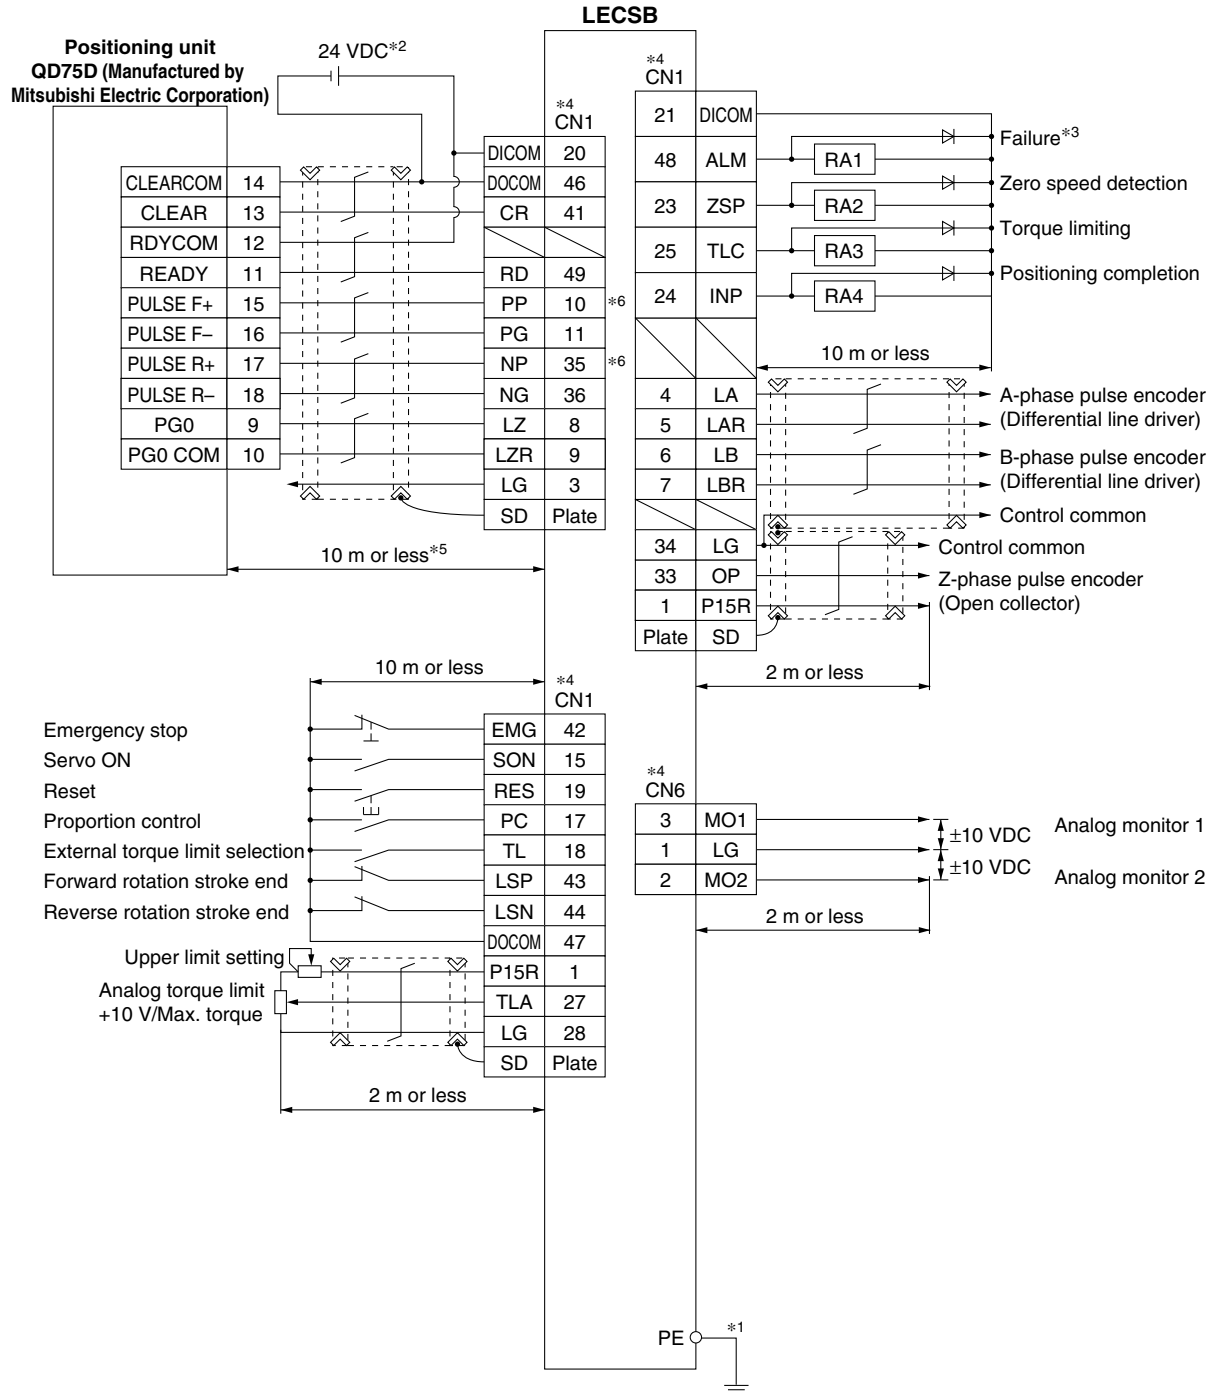 LECSB
Positioning unit
QD75D (Manufactured by
Mitsubishi Electric Corporation)
24 VDC*2
*4
CN1
DICOM 20
CLEARCOM 14 DOCOM 46
CLEAR 13 CR 41
RDYCOM 12
READY 11 RD 49
PULSE F+ 15 PP 10 *6
PULSE F– 16 PG 11
PULSE R+ 17 NP 35 *6
PULSE R– 18 NG 36
PG0 9 LZ 8
PG0 COM 10 LZR 9
LG 3
SD Plate
10 m or less*5
*4
CN1
21 DICOM
48 ALM RA1 Failure*3
23 ZSP RA2 Zero speed detection
25 TLC RA3 Torque limiting
24 INP RA4 Positioning completion
10 m or less
4 LA A-phase pulse encoder
5 LAR (Differential line driver)
6 LB B-phase pulse encoder
7 LBR (Differential line driver)
Control common
34 LG Control common
33 OP Z-phase pulse encoder
1 P15R (Open collector)
Plate SD
2 m or less
10 m or less
*4
CN1
Emergency stop EMG 42
Servo ON SON 15
Reset RES 19
Proportion control PC 17
External torque limit selection TL 18
Forward rotation stroke end LSP 43
Reverse rotation stroke end LSN 44
DOCOM 47
Upper limit setting P15R 1
Analog torque limit
+10 V/Max. torque TLA 27
LG 28
SD Plate
2 m or less
*4
CN6
3 MO1 Analog monitor 1
±10 VDC
1 LG
±10 VDC
2 MO2 Analog monitor 2
2 m or less
PE *1